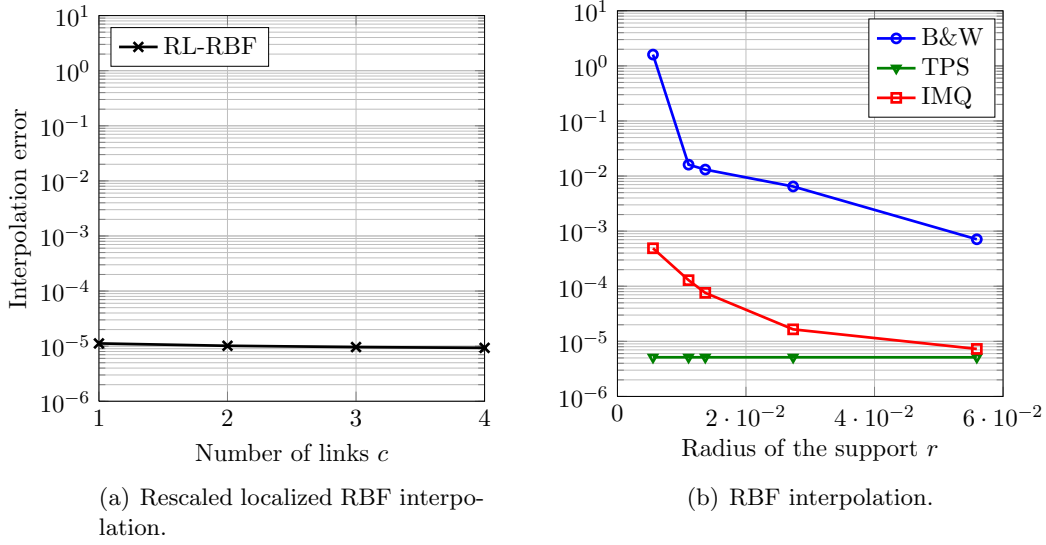 10^1
10^0
10^-1
10^-2
10^-3
10^-4
10^-5
10^-6
Interpolation error
RL-RBF
1
2
3
4
Number of links c
(a) Rescaled localized RBF interpo-
lation.
10^1
10^0
10^-1
10^-2
10^-3
10^-4
10^-5
10^-6
B&W
TPS
IMQ
0
2 · 10^-2
4 · 10^-2
6 · 10^-2
Radius of the support r
(b) RBF interpolation.